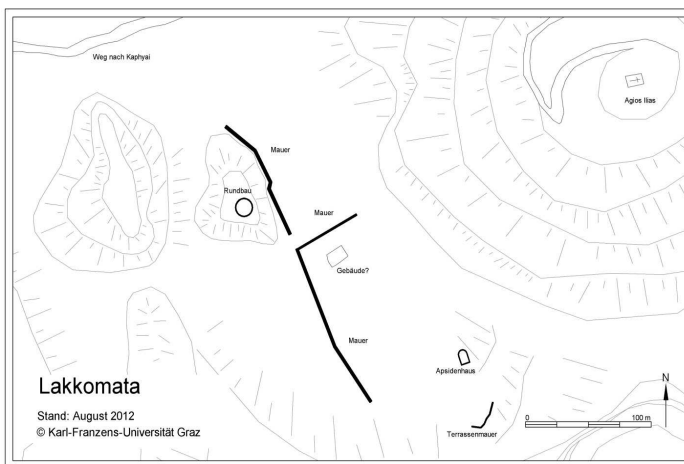 Weg nach Kaphyai
Agios Ilias
Mauer
Rundbau
Mauer
Gebäude?
Mauer
Apsidenhaus
Terrassenmauer
N
0
100 m
Lakkomata
Stand: August 2012
© Karl-Franzens-Universität Graz